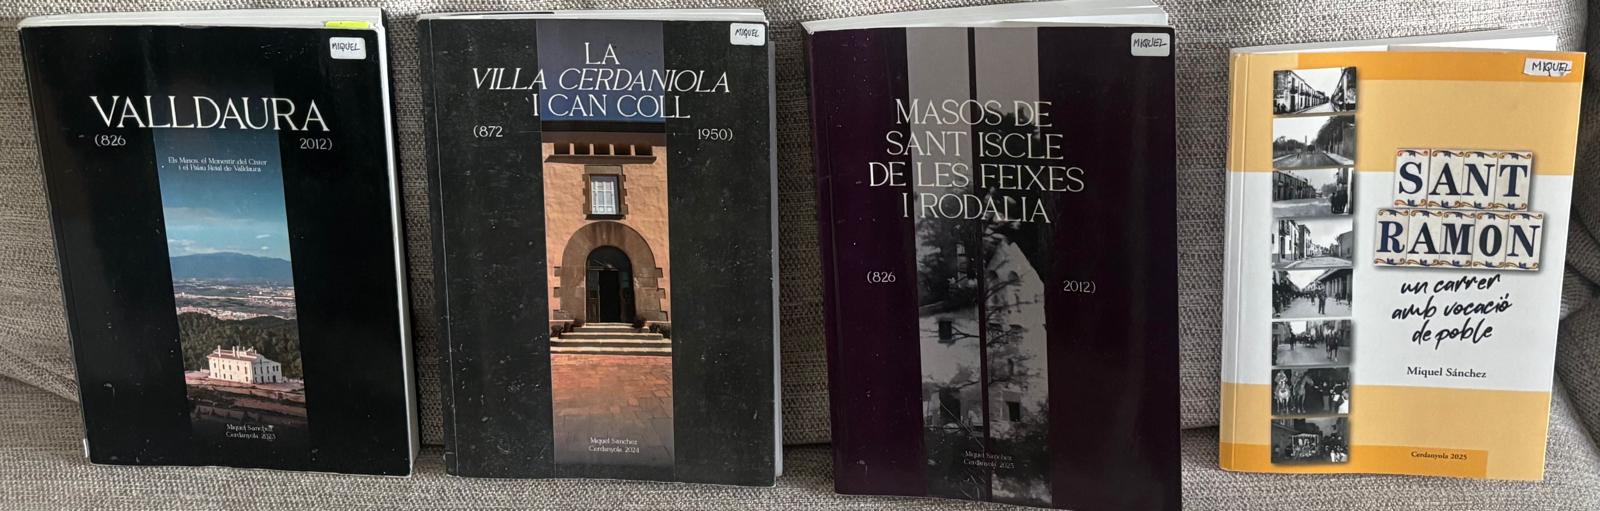 MIQUEL
VALLDAURA
(826
2012)
Els Masos, el Monestir del Cister
i el Palau Reial de Valldaura
Miquel Sánchez
Cerdanyola 2023
MIQUEL
LA
VILLA CERDANIOLA
I CAN COLL
(872
1950)
Miquel Sánchez
Cerdanyola 2024
MIQUEL
MASOS DE
SANT ISCLE
DE LES FEIXES
I RODALIA
(826
2012)
Miquel Sánchez
Cerdanyola 2023
MIQUEL
SANT
RAMON
un carrer
amb vocació
de poble
Miquel Sánchez
Cerdanyola 2025